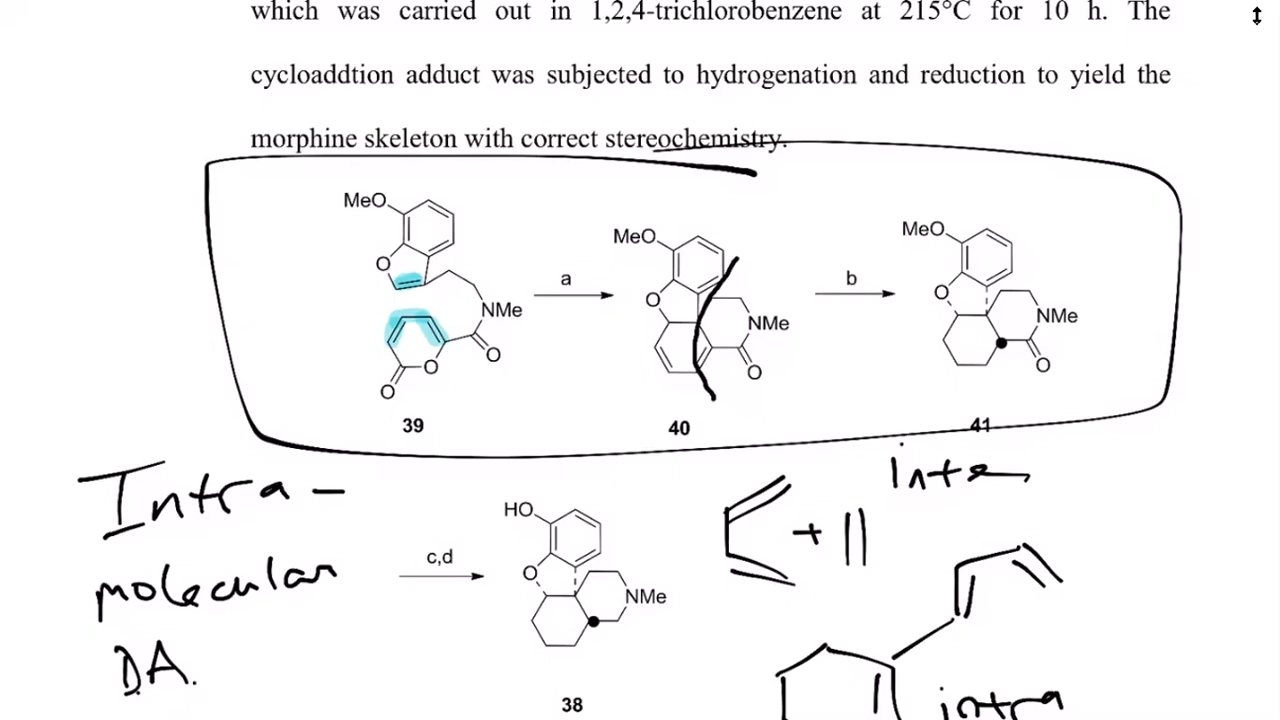 which was carried out in 1,2,4-trichlorobenzene at 215°C for 10 h. The
cycloaddtion adduct was subjected to hydrogenation and reduction to yield the
morphine skeleton with correct stereochemistry.
MeO
O
NMe
O
O
O
39
a
MeO
O
NMe
O
40
b
MeO
O
NMe
O
41
Intra-
molecular
DA.
c,d
HO
O
NMe
38
+
intra